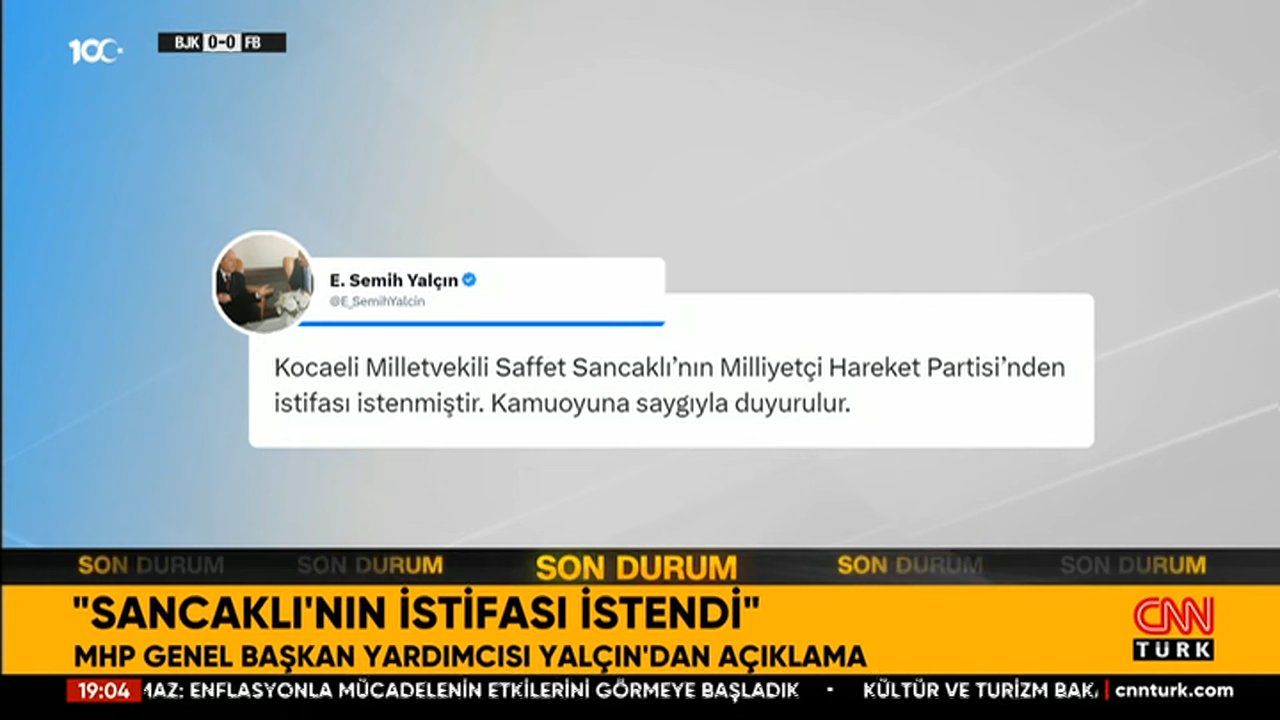 100
BJK 0-0 FB
E. Semih Yalçın
@E_SemihYalcin
Kocaeli Milletvekili Saffet Sancaklı’nın Milliyetçi Hareket Partisi’nden
istifası istenmiştir. Kamuoyuna saygıyla duyurulur.
SON DURUM SON DURUM SON DURUM SON DURUM SON DURUM
"SANCAKLI'NIN İSTİFASI İSTENDİ"
CNN
TÜRK
MHP GENEL BAŞKAN YARDIMCISI YALÇIN'DAN AÇIKLAMA
19:04 MAZ: ENFLASYONLA MÜCADELENİN ETKİLERİNİ GÖRMEYE BAŞLADIK • KÜLTÜR VE TURİZM BAK cnnturk.com